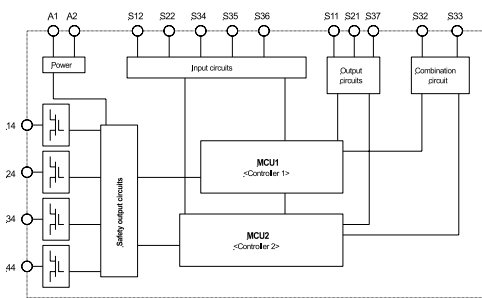 A1 A2 S12 S22 S34 S35 S36 S11 S21 S37 S32 S33
Power
Input circuits
Output
circuits
Combination
circuit
14
24
34
44
Safety output circuits
MCU1
<Controller 1>
MCU2
<Controller 2>